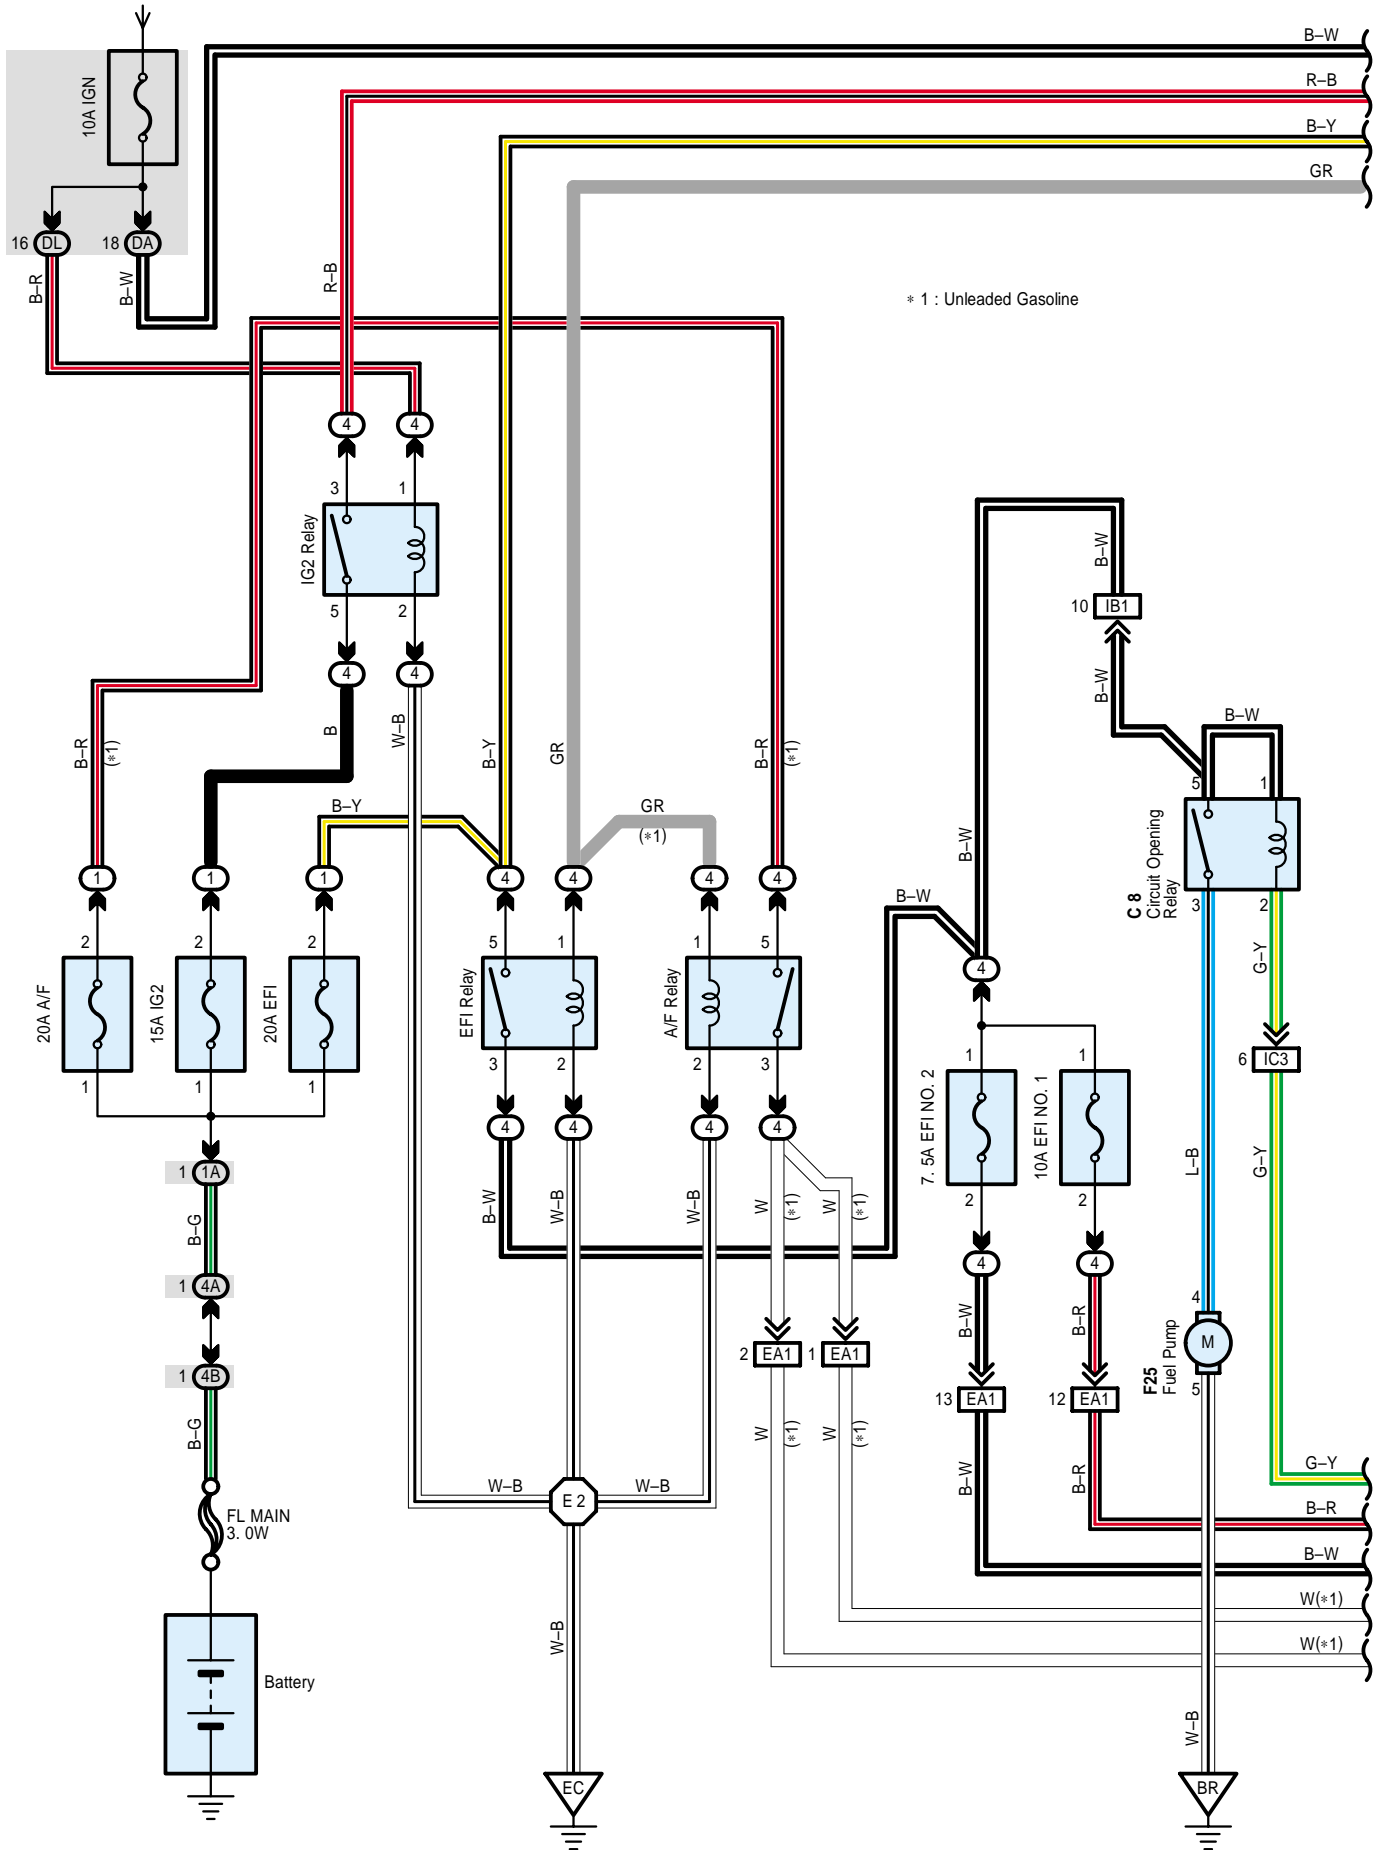 B–W
R–B
B–Y
GR
10A IGN
16 DL
18 DA
B–R
B–W
R–B
* 1 : Unleaded Gasoline
4
4
3
1
IG2 Relay
5
2
4
4
B–W
10 IB1
B–W
B–W
B–R
(*1)
B
W–B
B–Y
GR
B–R
(*1)
B–Y
GR
(*1)
B–W
5
1
C 8
Circuit Opening
Relay
3
2
1
1
1
4
4
4
4
B–W
2
2
2
5
1
1
5
4
G–Y
20A A/F
15A IG2
20A EFI
EFI Relay
A/F Relay
1
1
1
3
2
2
3
1
1
6 IC3
7. 5A EFI NO. 2
10A EFI NO. 1
4
4
4
4
1 1A
B–G
B–W
W–B
W–B
W
(*1)
W
(*1)
2
2
L–B
G–Y
1 4A
4
4
B–W
B–R
4
2 EA1
1 EA1
M
F25
Fuel Pump
5
1 4B
B–G
13 EA1
12 EA1
W
(*1)
W
(*1)
B–W
B–R
G–Y
W–B
E 2
W–B
B–R
FL MAIN
3. 0W
B–W
W(*1)
W–B
W(*1)
Battery
W–B
EC
BR